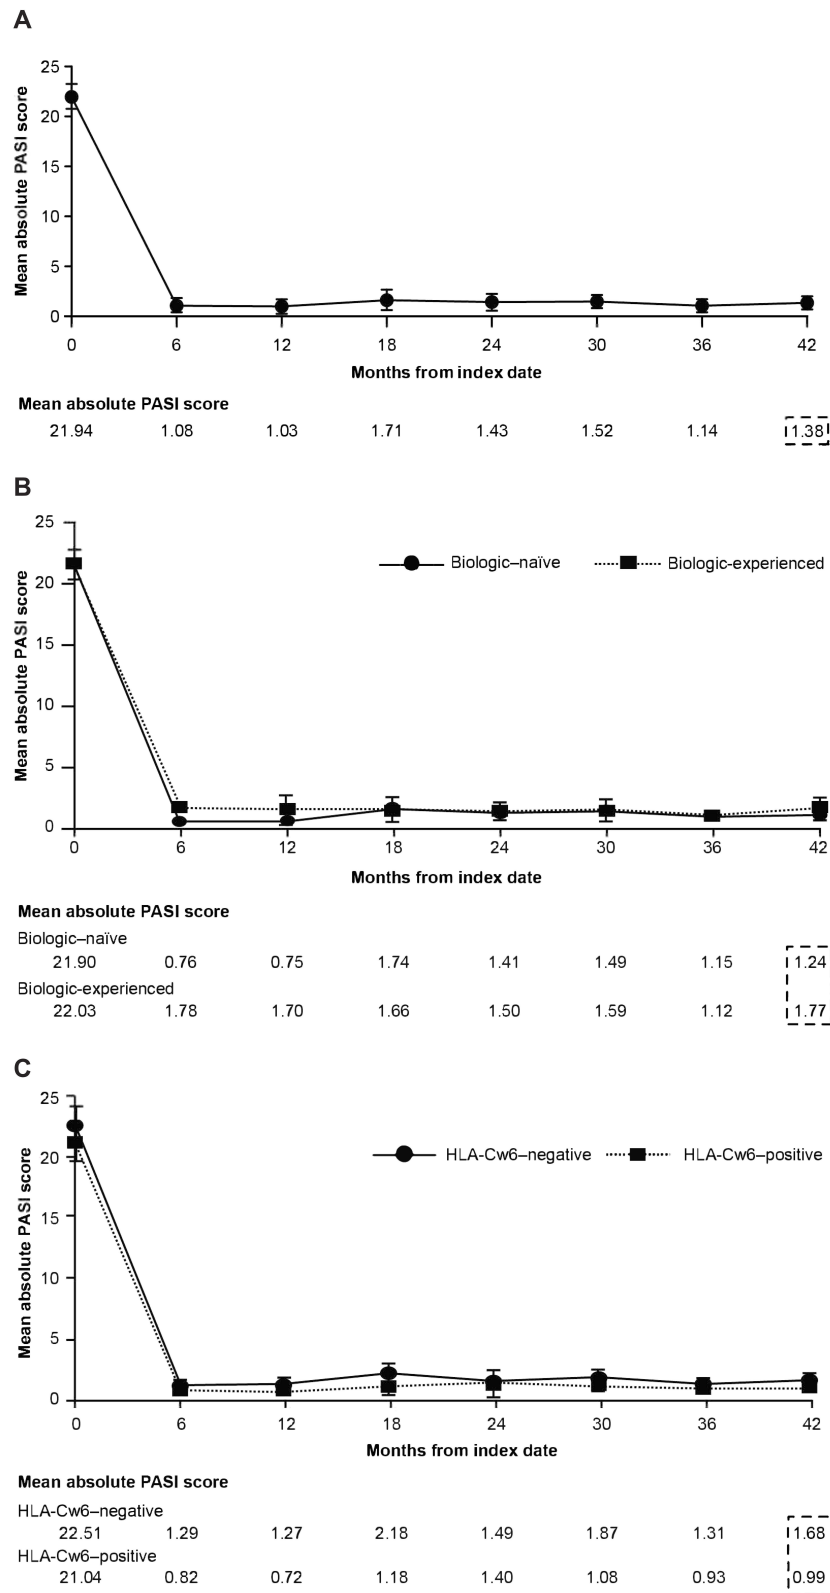 A
Mean absolute PASI score
25
20
15
10
5
0
0 6 12 18 24 30 36 42
Months from index date
Mean absolute PASI score
21.94 1.08 1.03 1.71 1.43 1.52 1.14 1.38
B
Mean absolute PASI score
25
20
15
10
5
0
Biologic–naïve Biologic-experienced
0 6 12 18 24 30 36 42
Months from index date
Mean absolute PASI score
Biologic–naïve
21.90 0.76 0.75 1.74 1.41 1.49 1.15 1.24
Biologic-experienced
22.03 1.78 1.70 1.66 1.50 1.59 1.12 1.77
C
Mean absolute PASI score
25
20
15
10
5
0
HLA-Cw6–negative HLA-Cw6–positive
0 6 12 18 24 30 36 42
Months from index date
Mean absolute PASI score
HLA-Cw6–negative
22.51 1.29 1.27 2.18 1.49 1.87 1.31 1.68
HLA-Cw6–positive
21.04 0.82 0.72 1.18 1.40 1.08 0.93 0.99